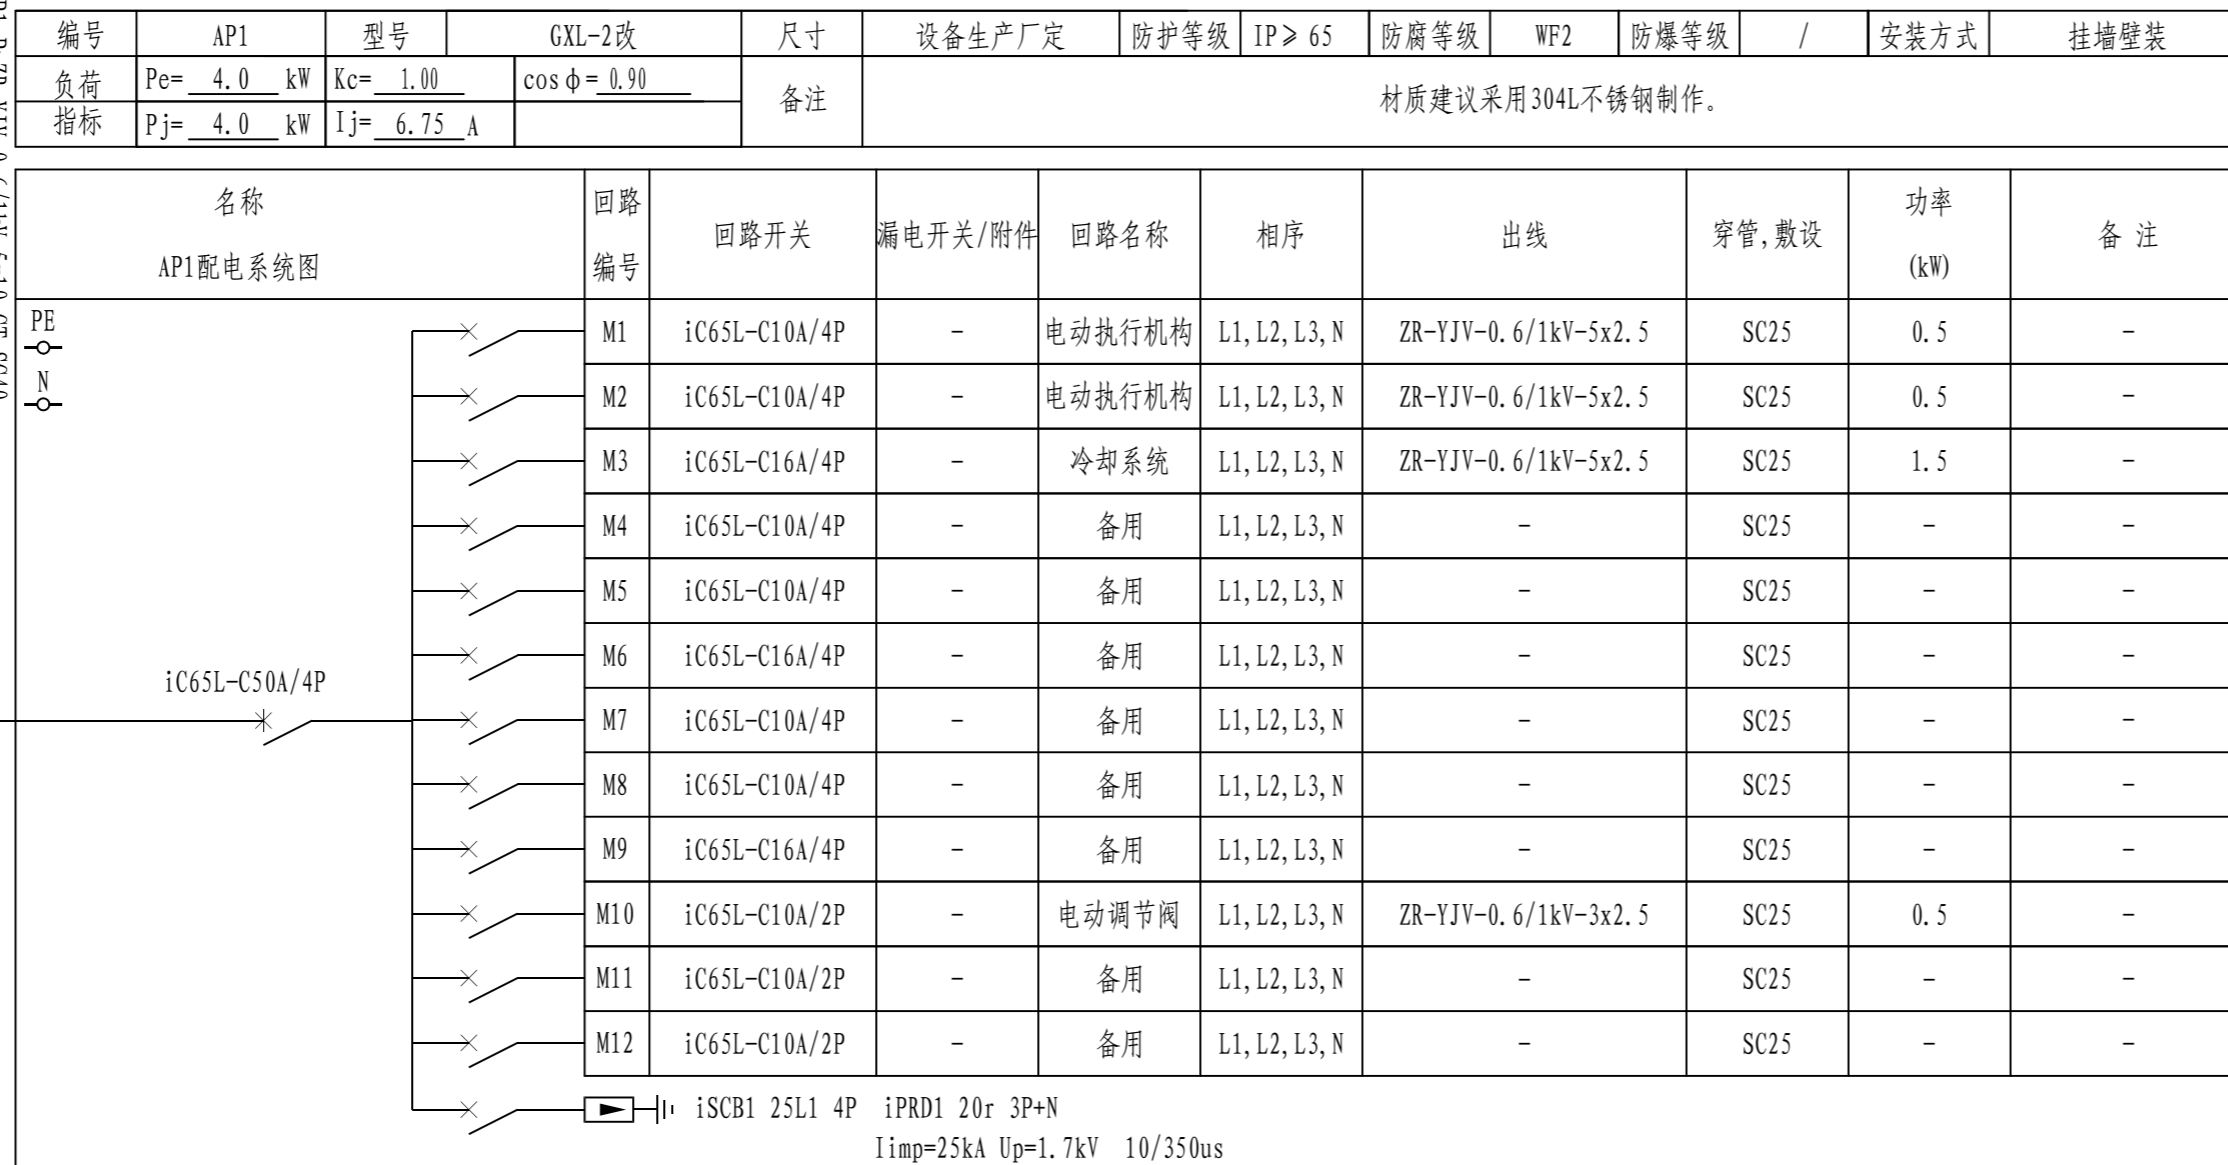 编号 AP1 型号 GXL-2改 尺寸 设备生产厂定 防护等级 IP≥ 65 防腐等级 WF2 防爆等级 / 安装方式 挂墙壁装
负荷 Pe= 4.0 kW Kc= 1.00 cosφ= 0.90 备注 材质建议采用304L不锈钢制作。
指标 Pj= 4.0 kW Ij= 6.75 A
名称 回路 功率
回路开关 漏电开关/附件 回路名称 相序 出线 穿管,敷设 备 注
AP1配电系统图 编号 (kW)
PE
N
M1 iC65L-C10A/4P - 电动执行机构 L1,L2,L3,N ZR-YJV-0.6/1kV-5x2.5 SC25 0.5 -
M2 iC65L-C10A/4P - 电动执行机构 L1,L2,L3,N ZR-YJV-0.6/1kV-5x2.5 SC25 0.5 -
M3 iC65L-C16A/4P - 冷却系统 L1,L2,L3,N ZR-YJV-0.6/1kV-5x2.5 SC25 1.5 -
M4 iC65L-C10A/4P - 备用 L1,L2,L3,N - SC25 - -
M5 iC65L-C10A/4P - 备用 L1,L2,L3,N - SC25 - -
M6 iC65L-C16A/4P - 备用 L1,L2,L3,N - SC25 - -
iC65L-C50A/4P
M7 iC65L-C10A/4P - 备用 L1,L2,L3,N - SC25 - -
M8 iC65L-C10A/4P - 备用 L1,L2,L3,N - SC25 - -
M9 iC65L-C16A/4P - 备用 L1,L2,L3,N - SC25 - -
M10 iC65L-C10A/2P - 电动调节阀 L1,L2,L3,N ZR-YJV-0.6/1kV-3x2.5 SC25 0.5 -
M11 iC65L-C10A/2P - 备用 L1,L2,L3,N - SC25 - -
M12 iC65L-C10A/2P - 备用 L1,L2,L3,N - SC25 - -
iSCB1 25L1 4P iPRD1 20r 3P+N
Iimp=25kA Up=1.7kV 10/350us